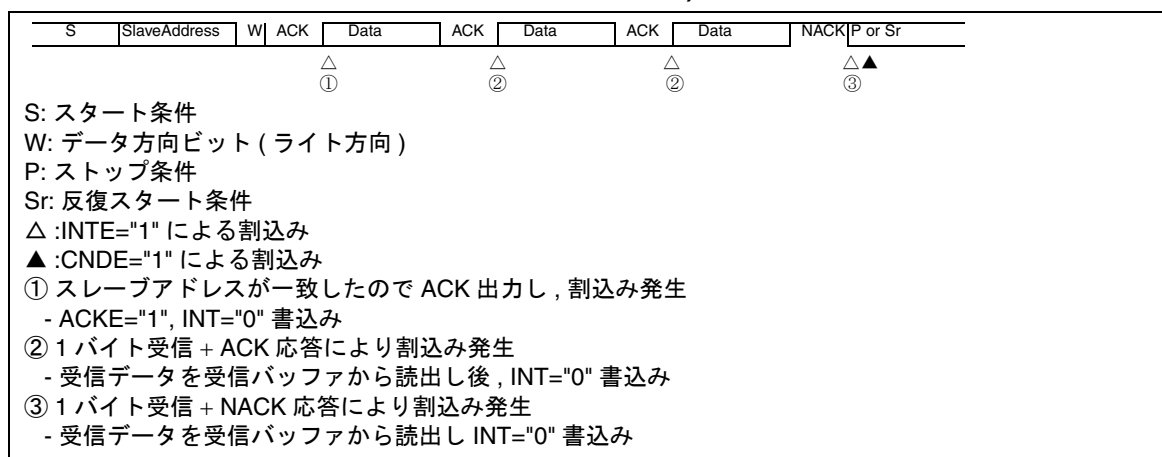 S SlaveAddress W ACK Data ACK Data ACK Data NACK P or Sr
△ △ △ △▲
① ② ② ③
S: スタート条件
W: データ方向ビット ( ライト方向 )
P: ストップ条件
Sr: 反復スタート条件
△ :INTE="1" による割込み
▲ :CNDE="1" による割込み
① スレーブアドレスが一致したので ACK 出力し , 割込み発生
- ACKE="1", INT="0" 書込み
② 1 バイト受信 + ACK 応答により割込み発生
- 受信データを受信バッファから読出し後 , INT="0" 書込み
③ 1 バイト受信 + NACK 応答により割込み発生
- 受信データを受信バッファから読出し INT="0" 書込み